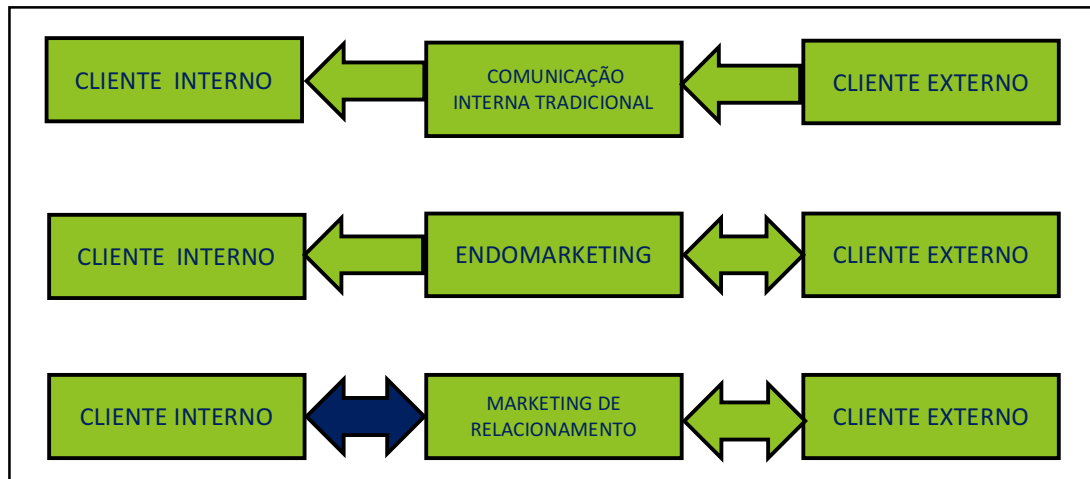 CLIENTE INTERNO
COMUNICAÇÃO
INTERNA TRADICIONAL
CLIENTE EXTERNO
CLIENTE INTERNO
ENDOMARKETING
CLIENTE EXTERNO
CLIENTE INTERNO
MARKETING DE
RELACIONAMENTO
CLIENTE EXTERNO